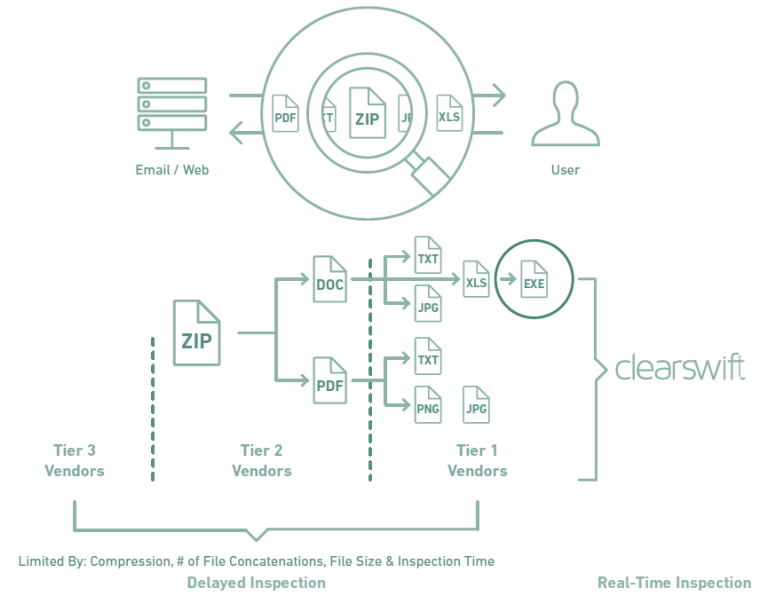 PDF
XT
ZIP
JP
XLS
Email / Web
User
TXT
DOC
XLS
EXE
JPG
ZIP
TXT
PDF
PNG
JPG
clearswift
Tier 3
Vendors
Tier 2
Vendors
Tier 1
Vendors
Limited By: Compression, # of File Concatenations, File Size & Inspection Time
Delayed Inspection
Real-Time Inspection